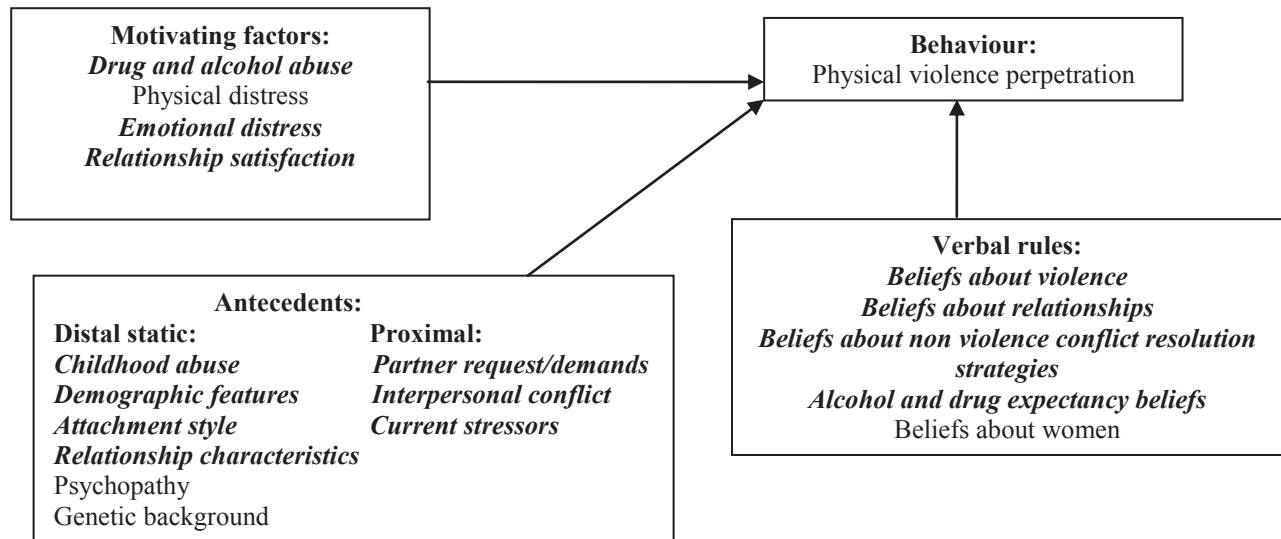 Motivating factors:
Drug and alcohol abuse
Physical distress
Emotional distress
Relationship satisfaction
Behaviour:
Physical violence perpetration
Antecedents:
Distal static:
Childhood abuse
Demographic features
Attachment style
Relationship characteristics
Psychopathy
Genetic background
Proximal:
Partner request/demands
Interpersonal conflict
Current stressors
Verbal rules:
Beliefs about violence
Beliefs about relationships
Beliefs about non violence conflict resolution
strategies
Alcohol and drug expectancy beliefs
Beliefs about women